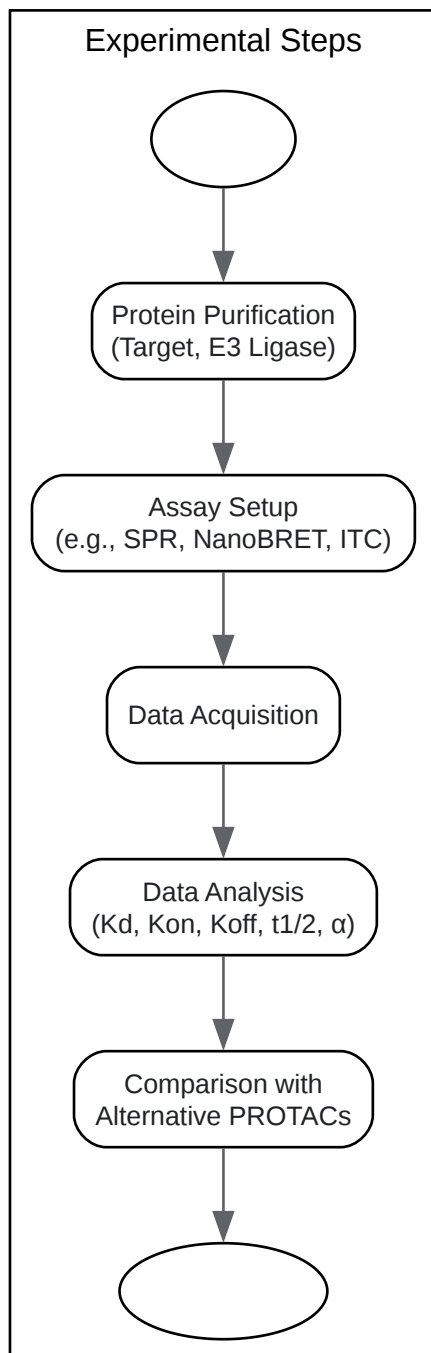 Experimental Steps
Protein Purification
(Target, E3 Ligase)
Assay Setup
(e.g., SPR, NanoBRET, ITC)
Data Acquisition
Data Analysis
(Kd, Kon, Koff, t1/2, α)
Comparison with
Alternative PROTACs